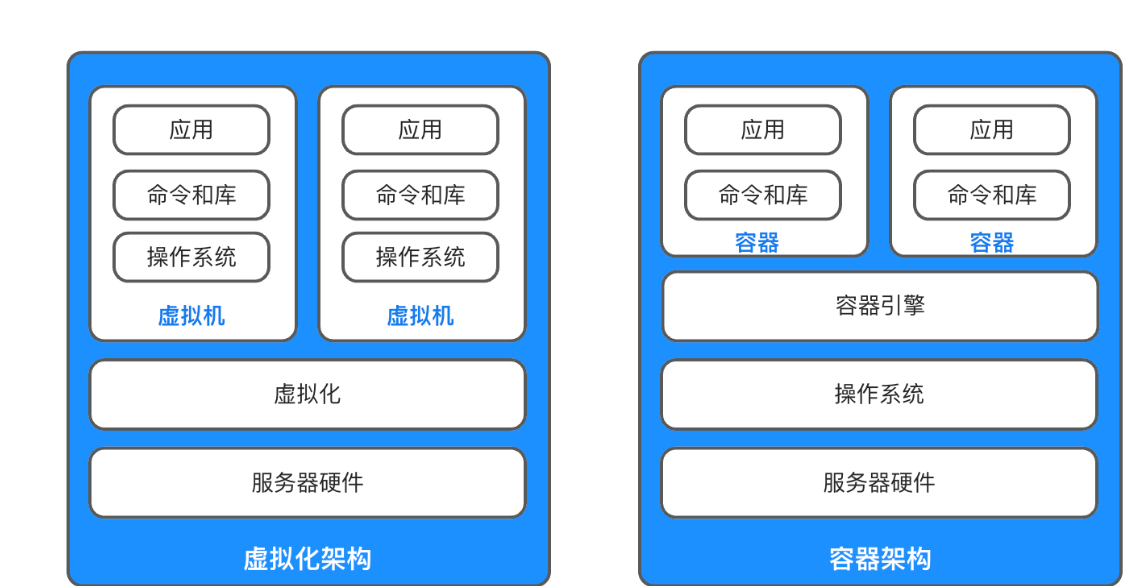 应用
命令和库
操作系统
虚拟机
应用
命令和库
操作系统
虚拟机
虚拟化
服务器硬件
虚拟化架构
应用
命令和库
容器
应用
命令和库
容器
容器引擎
操作系统
服务器硬件
容器架构